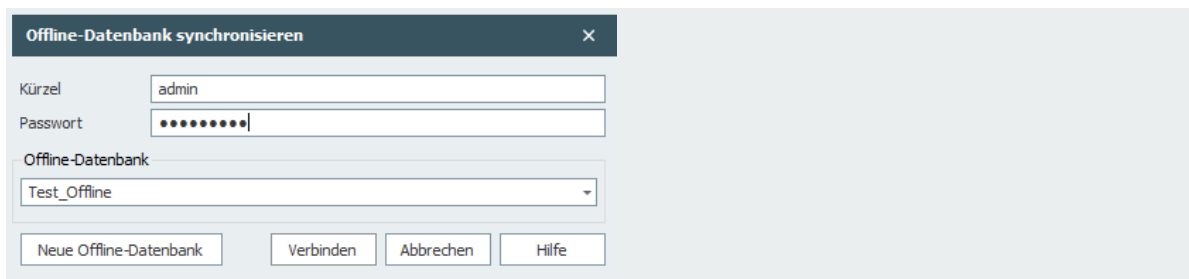 Offline-Datenbank synchronisieren ×
Kürzel admin
Passwort •••••••••
Offline-Datenbank
Test_Offline
Neue Offline-Datenbank Verbinden Abbrechen Hilfe